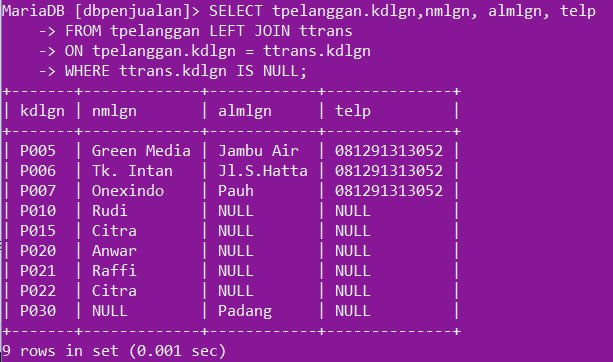 MariaDB [dbpenjualan]> SELECT tpelanggan.kdlgn,nmlgn, almlgn, telp
    -> FROM tpelanggan LEFT JOIN ttrans
    -> ON tpelanggan.kdlgn = ttrans.kdlgn
    -> WHERE ttrans.kdlgn IS NULL;
+-------+-------------+------------+--------------+
| kdlgn | nmlgn       | almlgn     | telp         |
+-------+-------------+------------+--------------+
| P005  | Green Media | Jambu Air  | 081291313052 |
| P006  | Tk. Intan   | Jl.S.Hatta | 081291313052 |
| P007  | Onexindo    | Pauh       | 081291313052 |
| P010  | Rudi        | NULL       | NULL         |
| P015  | Citra       | NULL       | NULL         |
| P020  | Anwar       | NULL       | NULL         |
| P021  | Raffi       | NULL       | NULL         |
| P022  | Citra       | NULL       | NULL         |
| P030  | NULL        | Padang     | NULL         |
+-------+-------------+------------+--------------+
9 rows in set (0.001 sec)